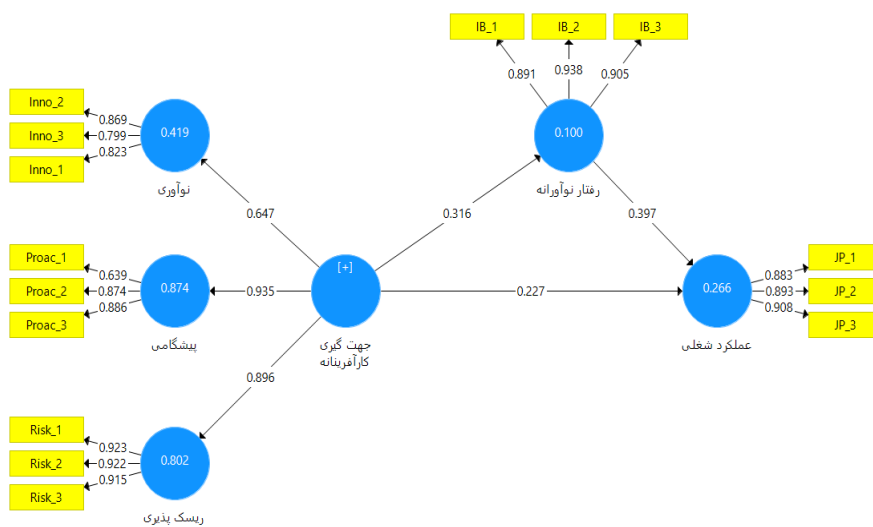 IB_1
IB_2
IB_3
0.891
0.938
0.905
0.100
رفتار نوآورانه
Inno_2
Inno_3
Inno_1
0.869
0.799
0.823
0.419
نوآوری
0.647
0.316
0.397
Proac_1
Proac_2
Proac_3
0.639
0.874
0.886
0.874
پیشگامی
0.935
[+]
جهت گیری
کارآفرینانه
0.227
0.266
عملکرد شغلی
0.883
0.893
0.908
JP_1
JP_2
JP_3
0.896
Risk_1
Risk_2
Risk_3
0.923
0.922
0.915
0.802
ریسک پذیری